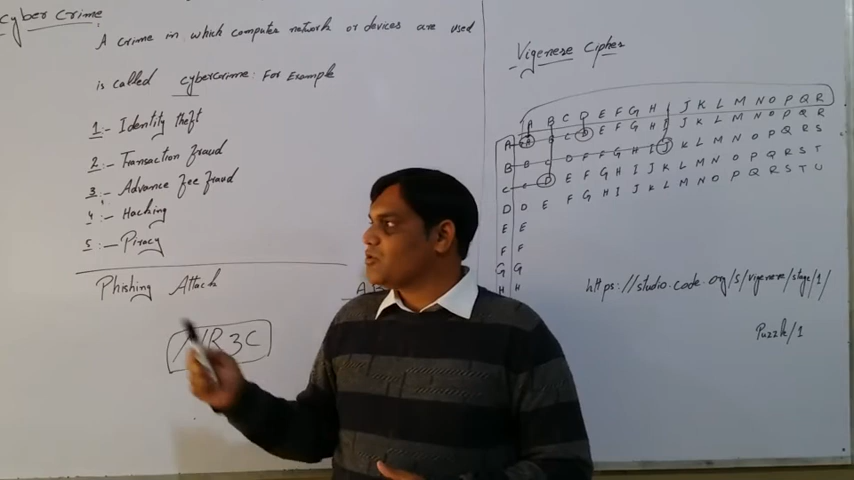 Cyber Crime
A crime in which computer network or devices are used
is called cybercrime. For Example
1:- Identity theft
2:- Transaction fraud
3:- Advance fee fraud
4:- Hacking
5:- Piracy
Phishing Attack
R3C
Vigenere Cipher
A B C D E F G H I J K L M N O P Q R
A A B C D E F G H I J K L M N O P Q R
B B C D E F G H I J K L M N O P Q R S
C C D E F G H I J K L M N O P Q R S T
D D E F G H I J K L M N O P Q R S T U
E E
F F
G G
H H
https://studio.code.org/s/vigenere/stage/1/
Puzzle/1